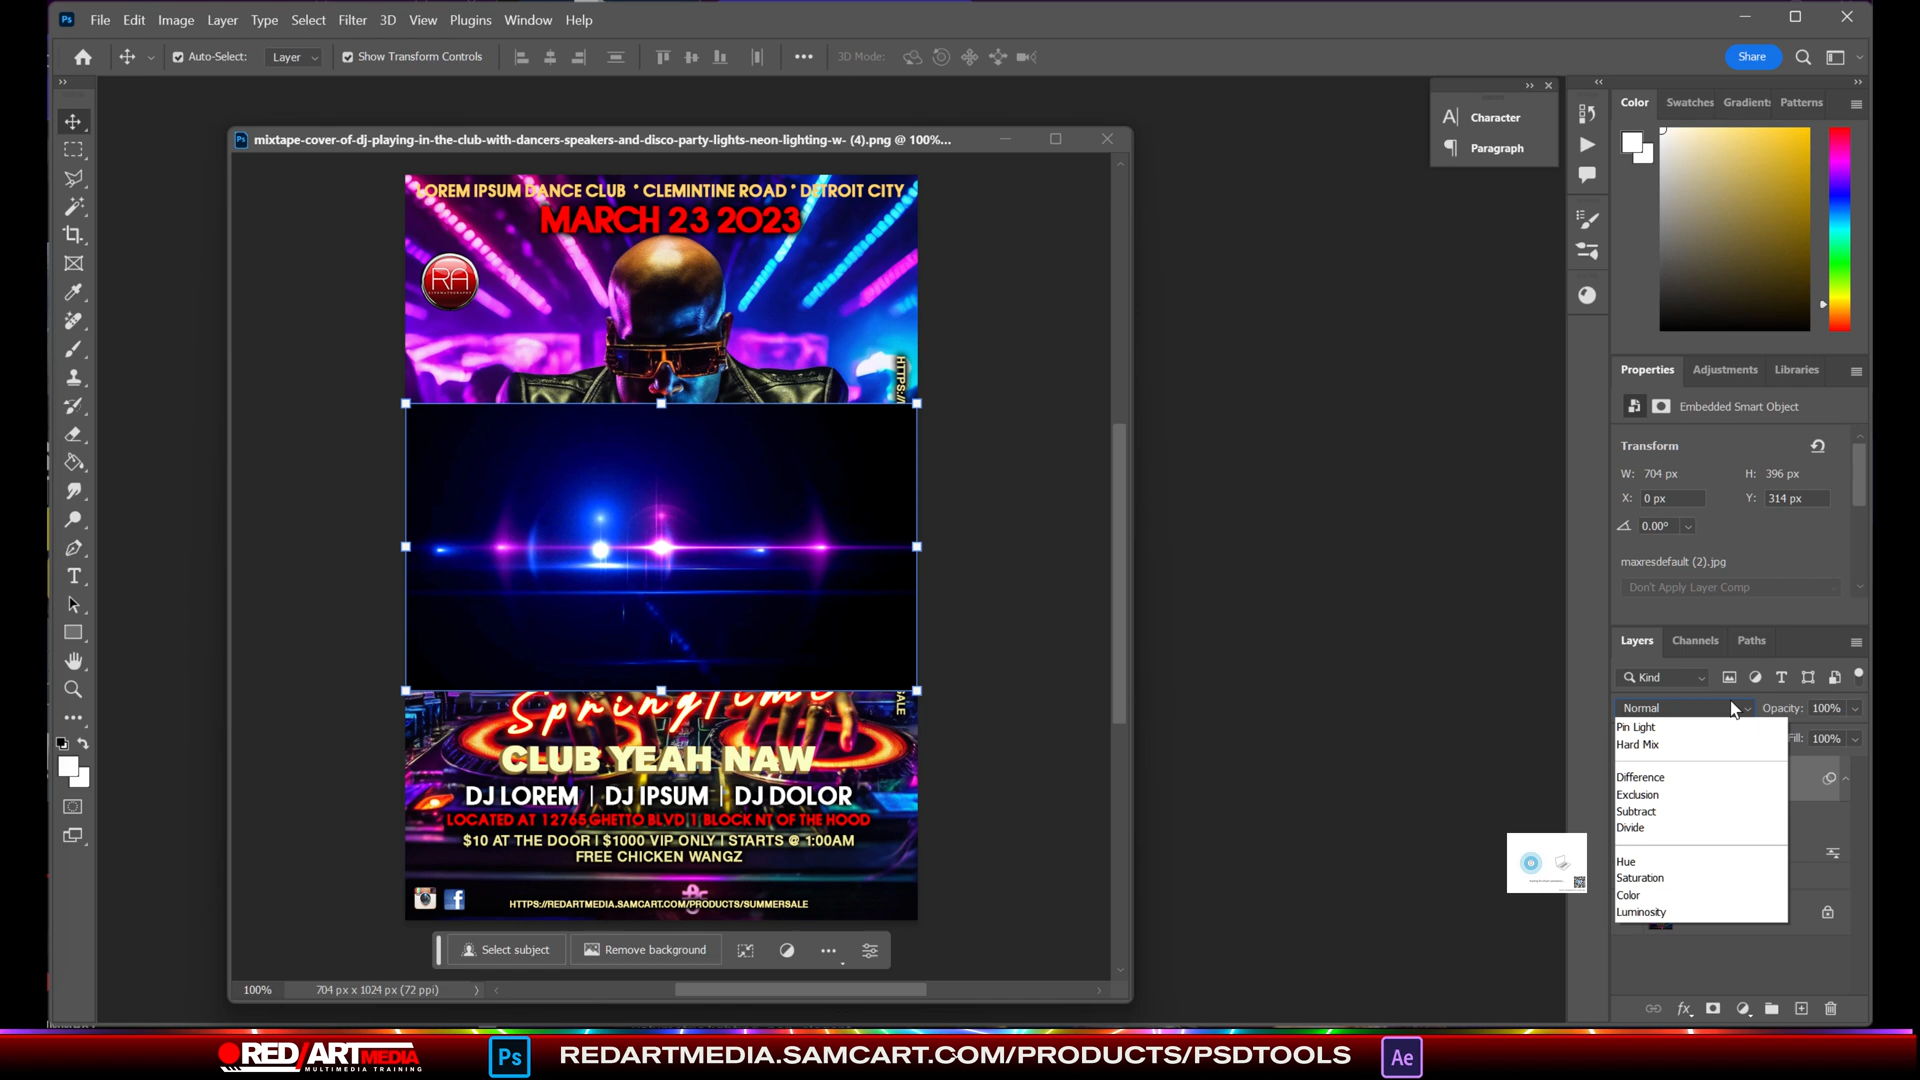 Ps File Edit Image Layer Type Select Filter 3D View Plugins Window Help
Auto-Select: Layer Show Transform Controls 3D Mode: Share
mixtape-cover-of-dj-playing-in-the-club-with-dancers-speakers-and-disco-party-lights-neon-lighting-w- (4).png @ 100%...
LOREM IPSUM DANCE CLUB * CLEMINTINE ROAD * DETROIT CITY
MARCH 23 2023
RA
HTTPS:/
SALE
Springtime
CLUB YEAH NAW
DJ LOREM | DJ IPSUM | DJ DOLOR
LOCATED AT 12765 GHETTO BLVD 1 BLOCK NT OF THE HOOD
$10 AT THE DOOR | $1000 VIP ONLY | STARTS @ 1:00AM
FREE CHICKEN WANGZ
HTTPS://REDARTMEDIA.SAMCART.COM/PRODUCTS/SUMMERSALE
Select subject Remove background
100% 704 px x 1024 px (72 ppi)
Character
Paragraph
Color Swatches Gradients Patterns
Properties Adjustments Libraries
Embedded Smart Object
Transform
W: 704 px H: 396 px
X: 0 px Y: 314 px
0.00°
maxresdefault (2).jpg
Don't Apply Layer Comp
Layers Channels Paths
Kind
Normal Opacity: 100%
Fill: 100%
Pin Light
Hard Mix
Difference
Exclusion
Subtract
Divide
Hue
Saturation
Color
Luminosity
RED/ARTMEDIA
MULTIMEDIA TRAINING
Ps
REDARTMEDIA.SAMCART.COM/PRODUCTS/PSDTOOLS
Ae